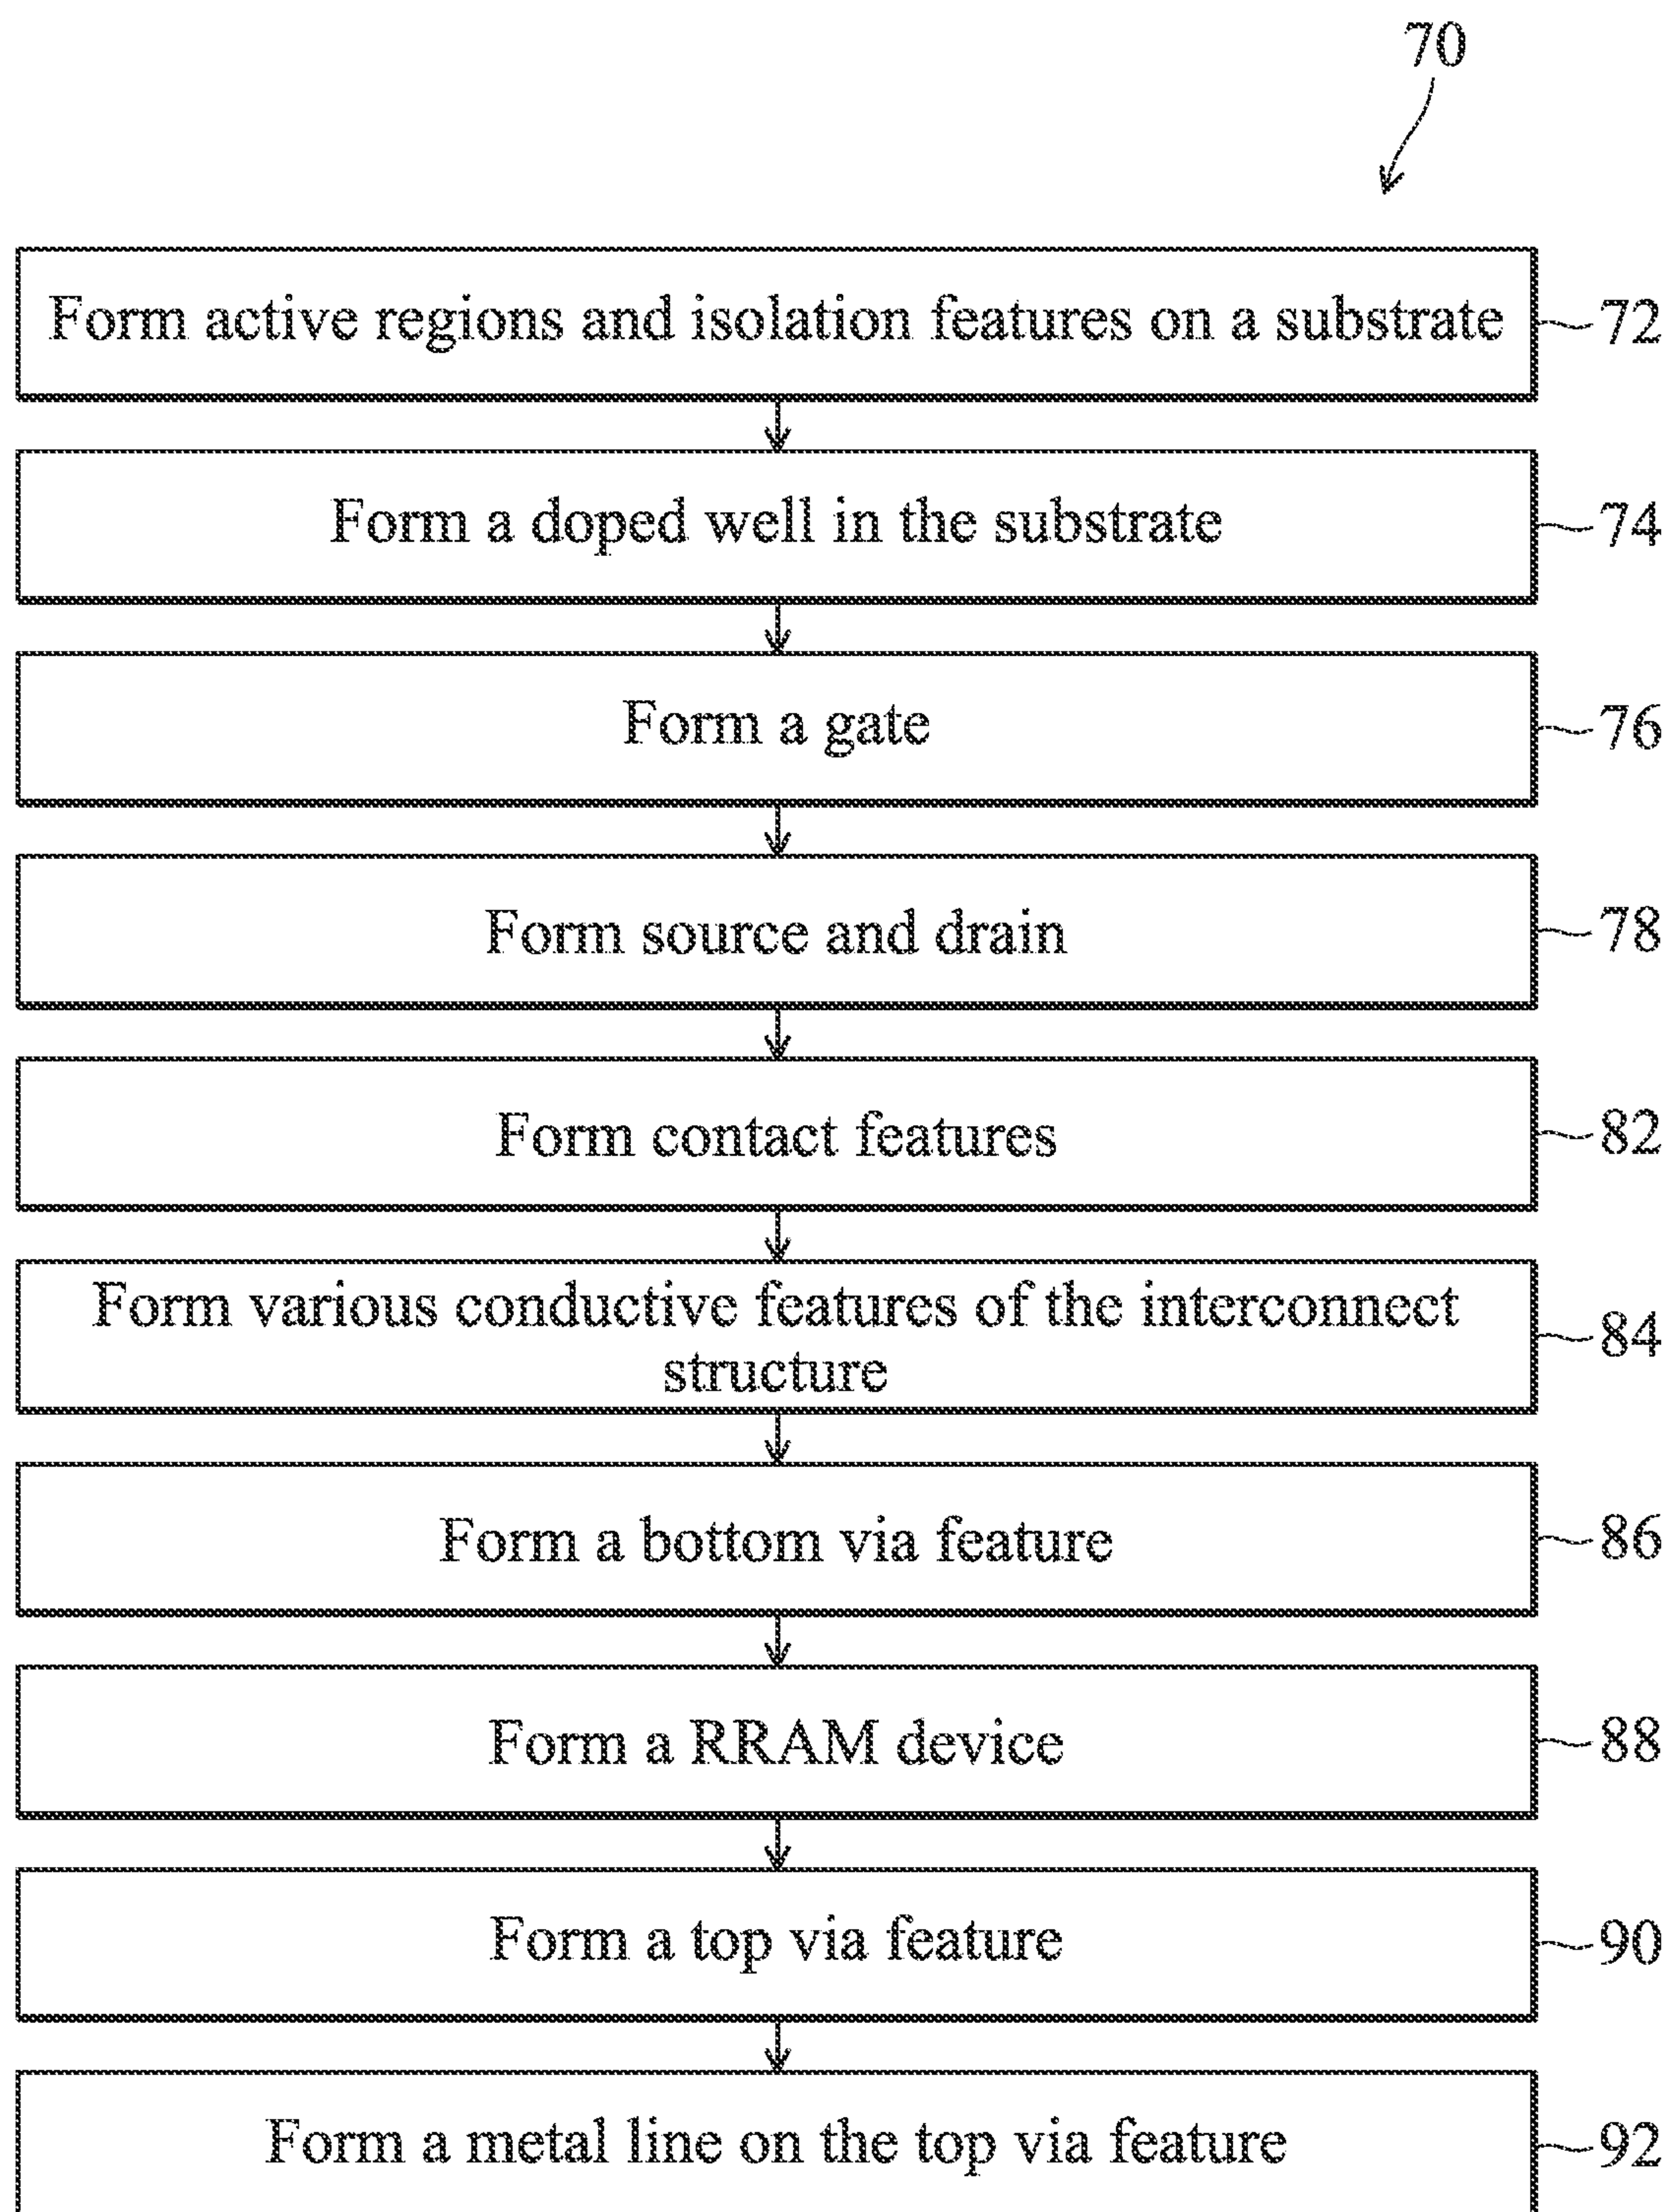 70
Form active regions and isolation features on a substrate
72
Form a doped well in the substrate
74
Form a gate
76
Form source and drain
78
Form contact features
82
Form various conductive features of the interconnect
structure
84
Form a bottom via feature
86
Form a RRAM device
88
Form a top via feature
90
Form a metal line on the top via feature
92